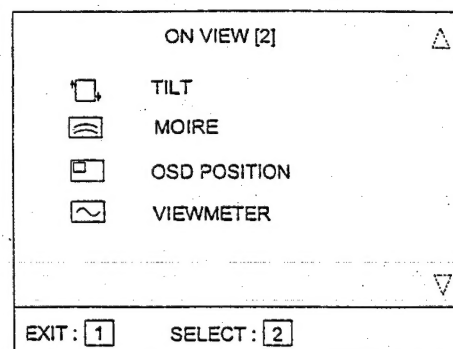 ON VIEW [2]
TILT
MOIRE
OSD POSITION
VIEWMETER
EXIT : 1 SELECT : 2